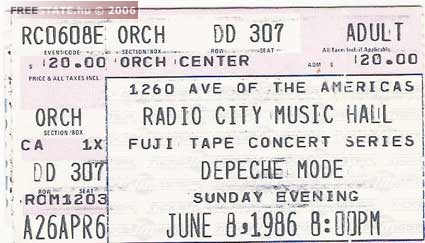 FREESTATE.hu © 2006
RC0608E ORCH DD 307 ADULT
EVENT CODE SECTION/BOX ROW SEAT
$ 20.00 ORCH CENTER $ 20.00
PRICE & ALL TAXES INCL
All Taxes Incl. if Applicable
1260 AVE OF THE AMERICAS
ORCH
SECTION/BOX
RADIO CITY MUSIC HALL
CA 1X
FUJI TAPE CONCERT SERIES
DD 307
ROW SEAT
DEPECHE MODE
ROM1203
SUNDAY EVENING
A26APR6
JUNE 8,1986 8:00PM